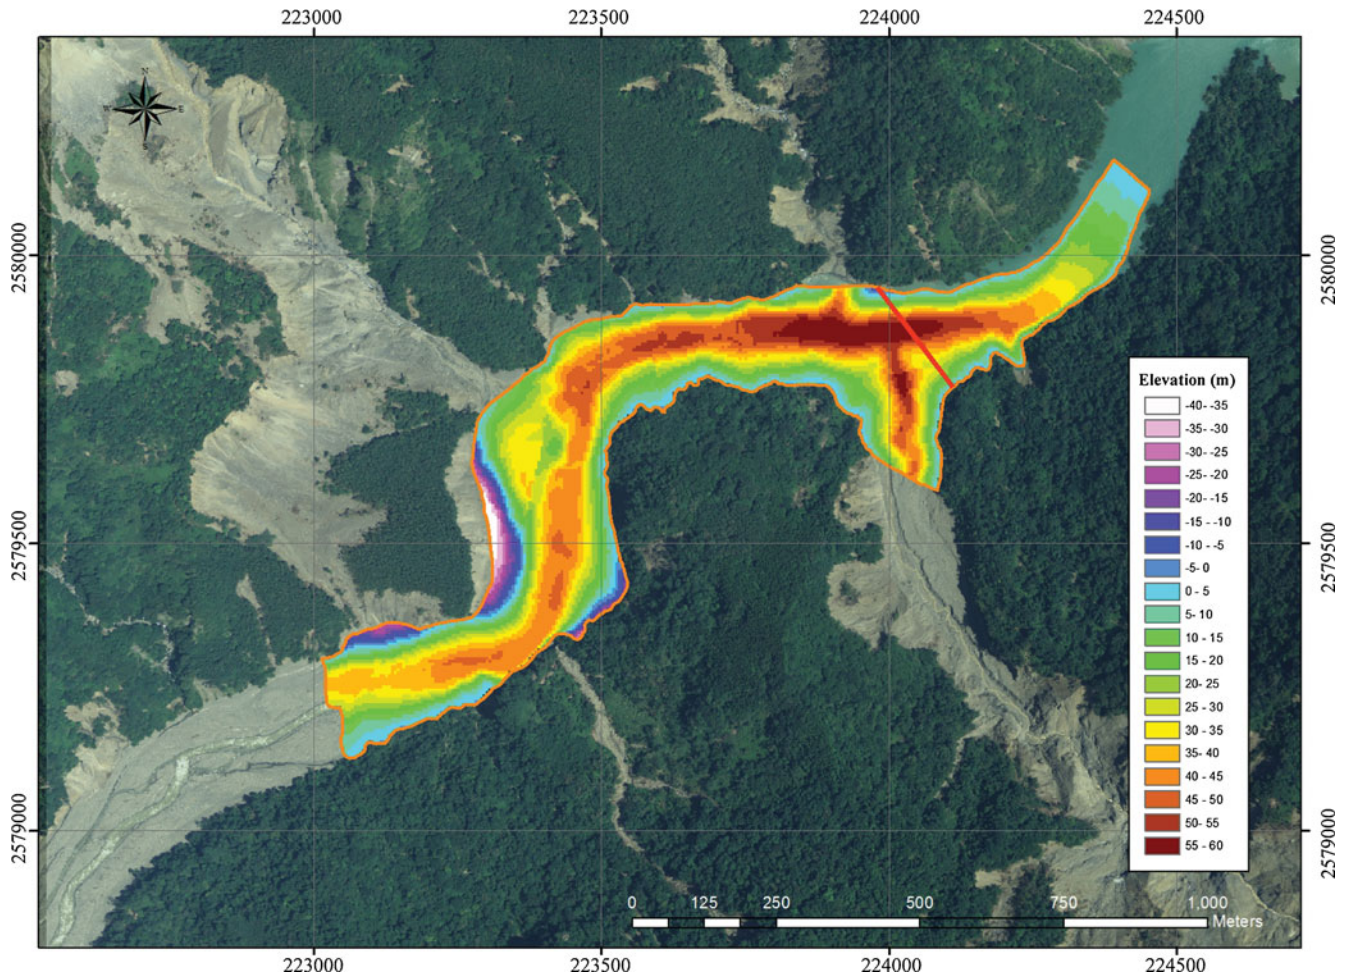 223000 223500 224000 224500
N
W E
S
2580000 2580000
Elevation (m)
-40- -35
-35- -30
-30- -25
-25- -20
-20- -15
-15- -10
-10- -5
-5- 0
0 - 5
5- 10
10 - 15
15 - 20
20- 25
25 - 30
30 - 35
35- 40
40 - 45
45 - 50
50- 55
55 - 60
2579500 2579500
2579000 2579000
0 125 250 500 750 1,000
Meters
223000 223500 224000 224500